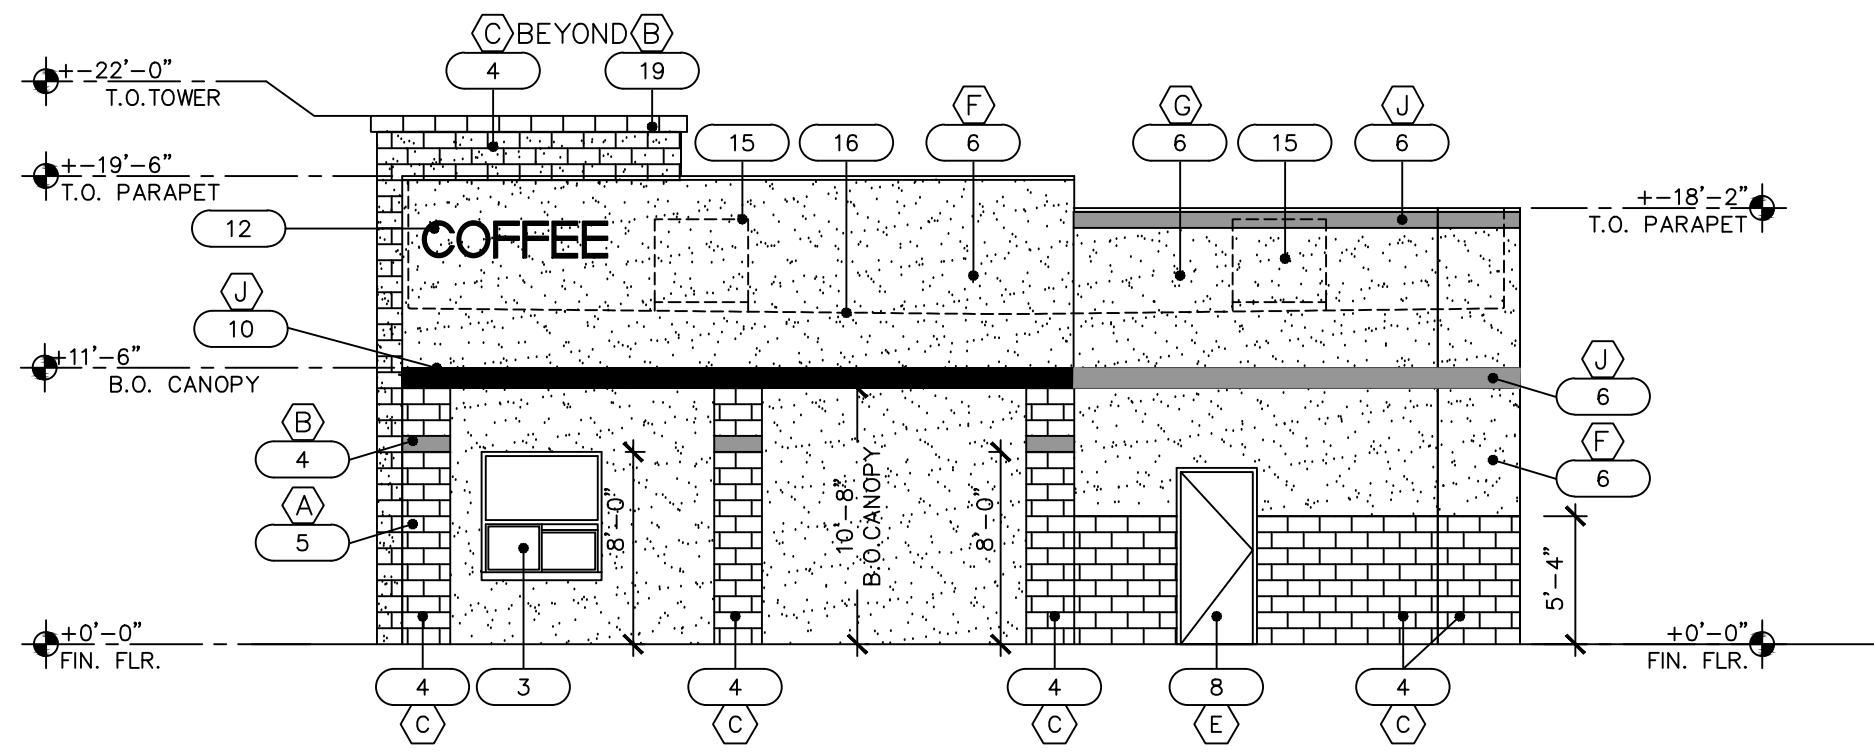 C BEYOND B
4 19
+-22'-0"
T.O.TOWER
F G J
15 16 6 6 15 6
+-19'-6"
T.O. PARAPET
+-18'-2"
T.O. PARAPET
12
COFFEE
J
10
+11'-6"
B.O. CANOPY
J
6
B
4
F
6
A
5
8'-0"
10'-8"
B.O.CANOPY
8'-0"
5'-4"
+0'-0"
FIN. FLR.
+0'-0"
FIN. FLR.
4 3 4 4 8 4
C C C E C